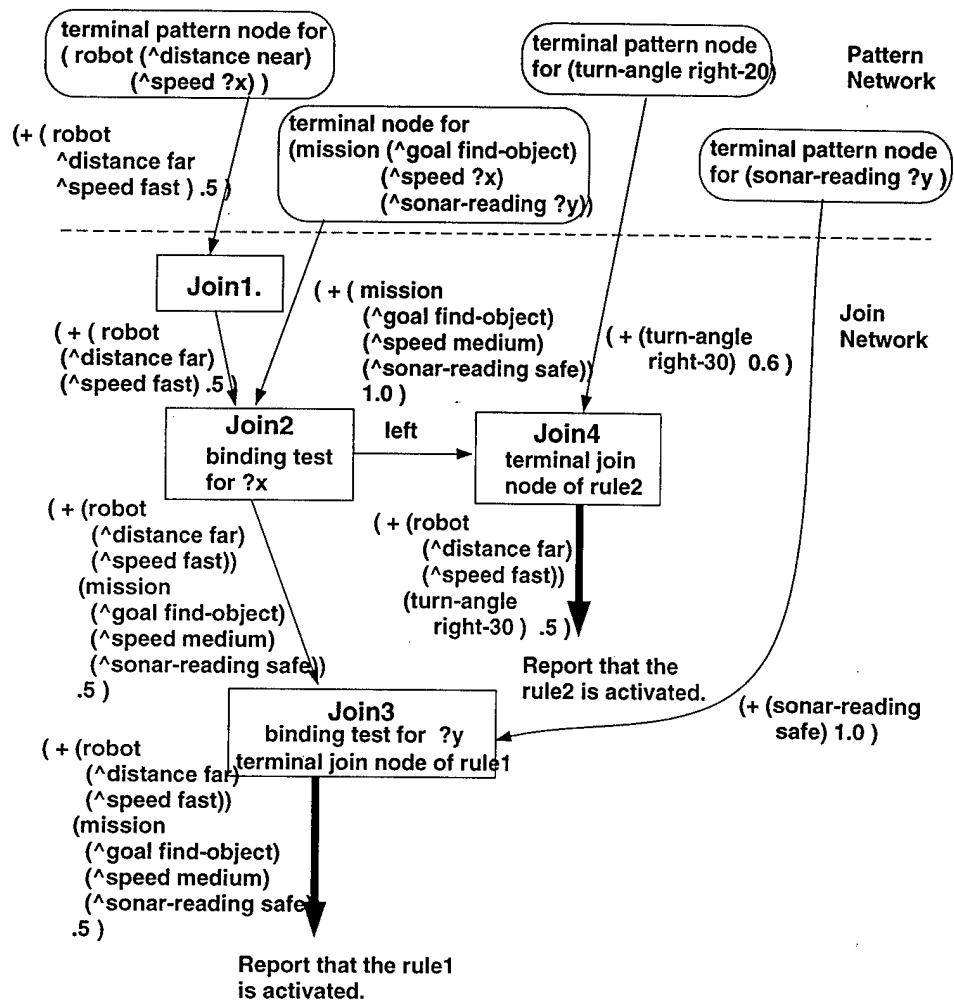 terminal pattern node for
( robot (^distance near)
(^speed ?x) )
terminal pattern node
for (turn-angle right-20)
Pattern
Network
(+ ( robot
^distance far
^speed fast ) .5 )
terminal node for
(mission (^goal find-object)
(^speed ?x)
(^sonar-reading ?y))
terminal pattern node
for (sonar-reading ?y )
Join1.
( + ( mission
(^goal find-object)
(^speed medium)
(^sonar-reading safe))
1.0 )
Join
Network
( + ( robot
(^distance far)
(^speed fast) .5 )
( + (turn-angle
right-30) 0.6 )
Join2
binding test
for ?x
left
Join4
terminal join
node of rule2
( + (robot
(^distance far)
(^speed fast))
(mission
(^goal find-object)
(^speed medium)
(^sonar-reading safe))
.5 )
( + (robot
(^distance far)
(^speed fast))
(turn-angle
right-30 ) .5 )
Report that the
rule2 is activated.
Join3
binding test for ?y
terminal join node of rule1
(+ (sonar-reading
safe) 1.0 )
( + (robot
(^distance far)
(^speed fast))
(mission
(^goal find-object)
(^speed medium)
(^sonar-reading safe
.5 )
Report that the rule1
is activated.